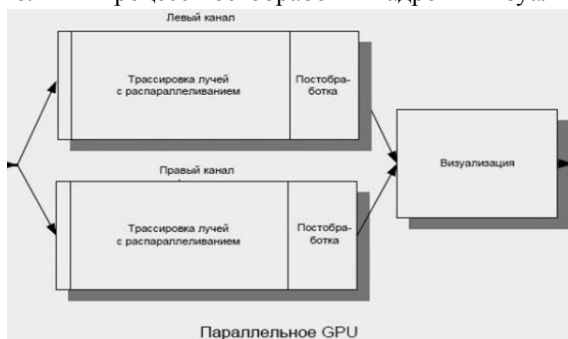 Левый канал
Трассировка лучей
с распараллеливанием
Постобра-
ботка
Визуализация
Правый канал
Трассировка лучей
с распараллеливанием
Постобра-
ботка
Параллельное GPU